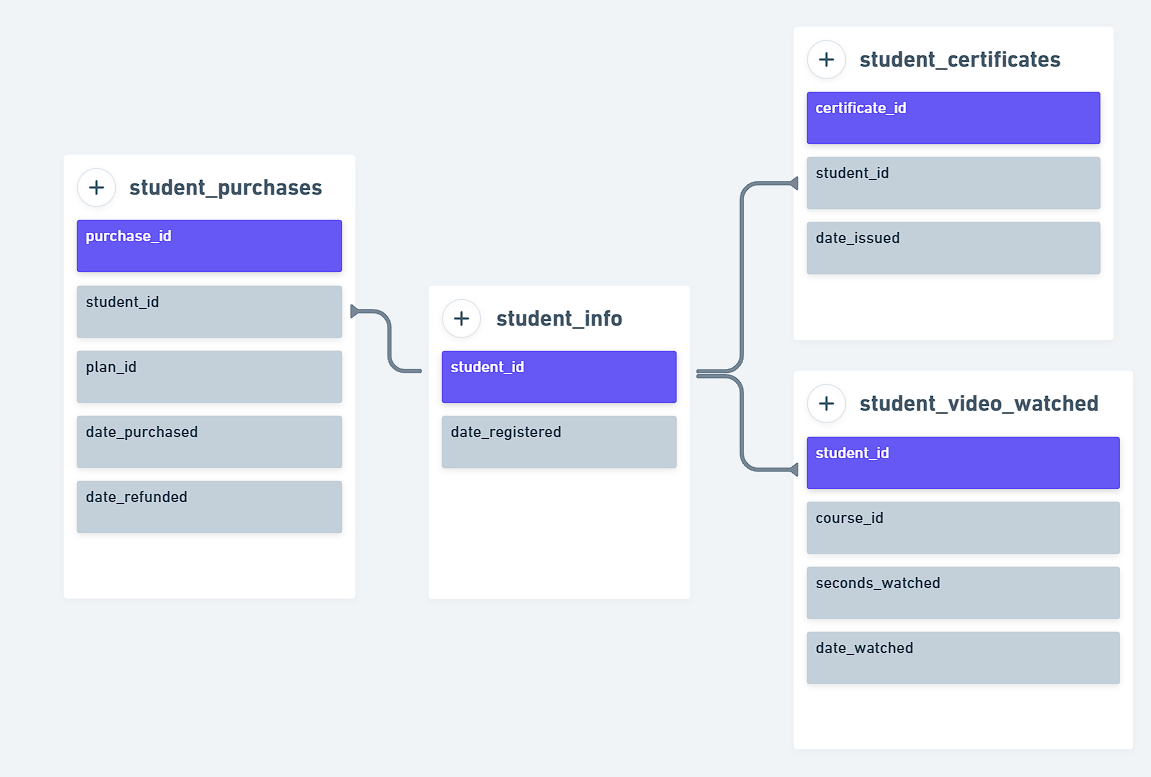 student_purchases
purchase_id
student_id
plan_id
date_purchased
date_refunded
student_info
student_id
date_registered
student_certificates
certificate_id
student_id
date_issued
student_video_watched
student_id
course_id
seconds_watched
date_watched